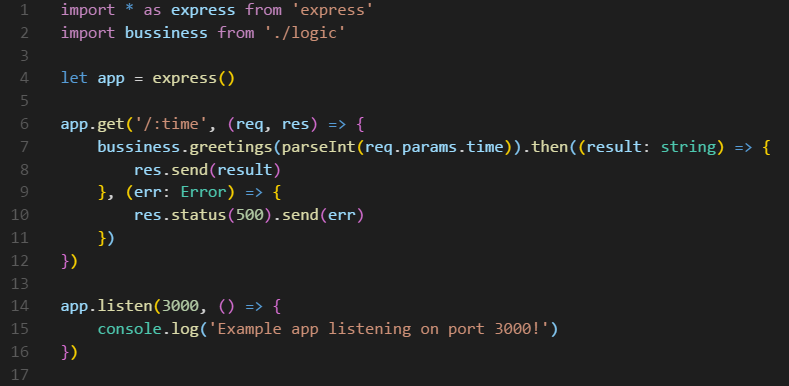 1 import * as express from 'express'
2 import bussiness from './logic'
3
4 let app = express()
5
6 app.get('/:time', (req, res) => {
7     bussiness.greetings(parseInt(req.params.time)).then((result: string) => {
8         res.send(result)
9     }, (err: Error) => {
10         res.status(500).send(err)
11     })
12 })
13
14 app.listen(3000, () => {
15     console.log('Example app listening on port 3000!')
16 })
17